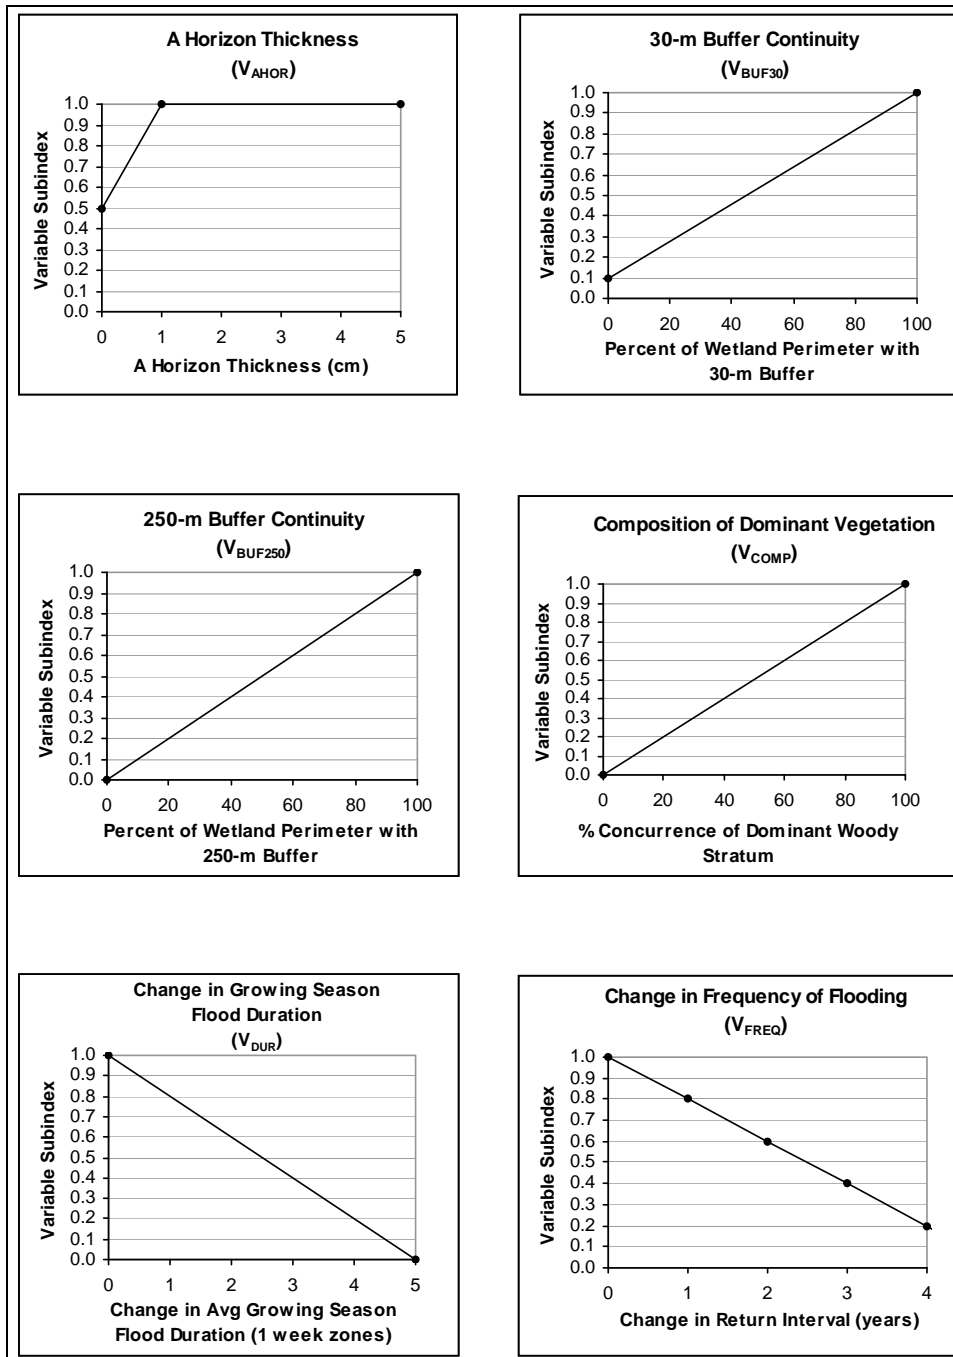 A Horizon Thickness
(VAHOR)
1.0
0.9
0.8
0.7
0.6
0.5
0.4
0.3
0.2
0.1
0.0
Variable Subindex
0 1 2 3 4 5
A Horizon Thickness (cm)
30-m Buffer Continuity
(VBUF30)
1.0
0.9
0.8
0.7
0.6
0.5
0.4
0.3
0.2
0.1
0.0
Variable Subindex
0 20 40 60 80 100
Percent of Wetland Perimeter with
30-m Buffer
250-m Buffer Continuity
(VBUF250)
1.0
0.9
0.8
0.7
0.6
0.5
0.4
0.3
0.2
0.1
0.0
Variable Subindex
0 20 40 60 80 100
Percent of Wetland Perimeter with
250-m Buffer
Composition of Dominant Vegetation
(VCOMP)
1.0
0.9
0.8
0.7
0.6
0.5
0.4
0.3
0.2
0.1
0.0
Variable Subindex
0 20 40 60 80 100
% Concurrence of Dominant Woody
Stratum
Change in Growing Season
Flood Duration
(VDUR)
1.0
0.9
0.8
0.7
0.6
0.5
0.4
0.3
0.2
0.1
0.0
Variable Subindex
0 1 2 3 4 5
Change in Avg Growing Season
Flood Duration (1 week zones)
Change in Frequency of Flooding
(VFREQ)
1.0
0.9
0.8
0.7
0.6
0.5
0.4
0.3
0.2
0.1
0.0
Variable Subindex
0 1 2 3 4
Change in Return Interval (years)